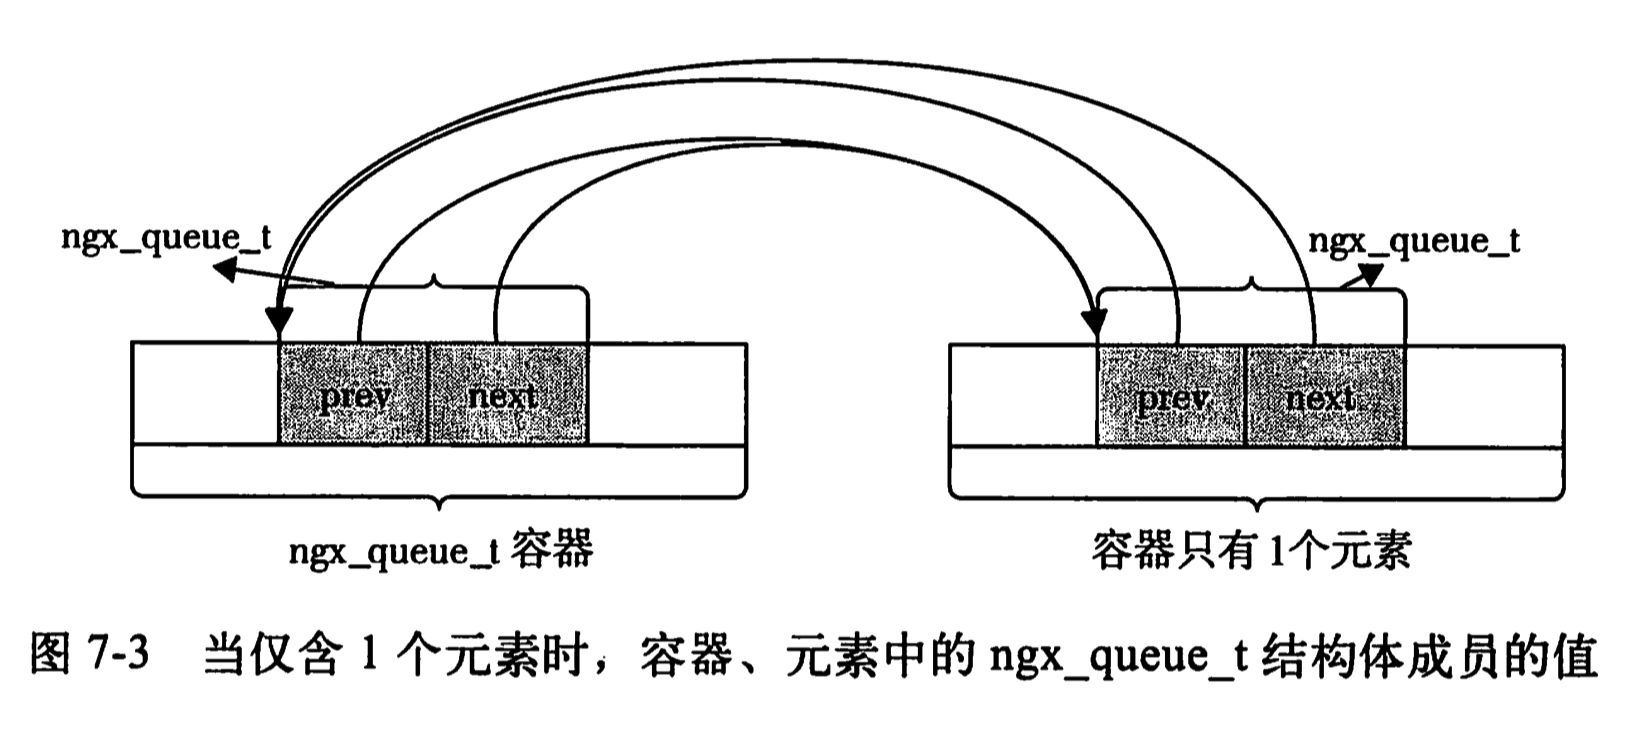 ngx_queue_t
ngx_queue_t
prev next
prev next
ngx_queue_t 容器
容器只有 1个元素
图 7-3 当仅含 1 个元素时，容器、元素中的 ngx_queue_t 结构体成员的值